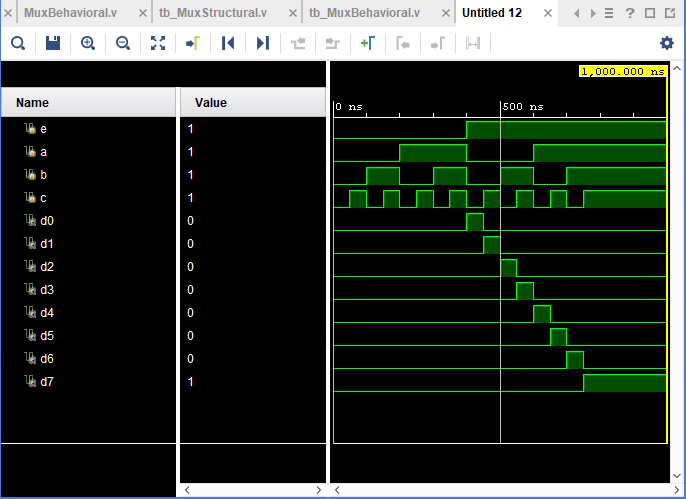 MuxBehavioral.v tb_MuxStructural.v tb_MuxBehavioral.v Untitled 12
1,000.000 ns
Name Value 0 ns 500 ns
e 1
a 1
b 1
c 1
d0 0
d1 0
d2 0
d3 0
d4 0
d5 0
d6 0
d7 1